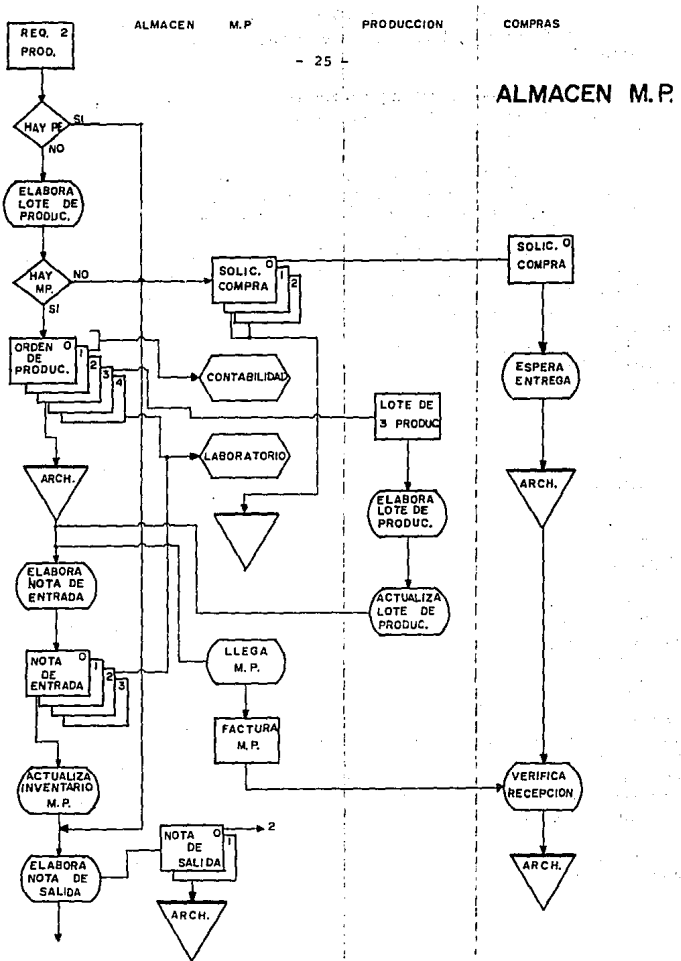 ALMACEN M.P
PRODUCCION
COMPRAS
- 25 -
ALMACEN M.P.
REQ. 2
PROD.
HAY PE
SI
NO
ELABORA
LOTE DE
PRODUC.
HAY
MP.
NO
SI
SOLIC. 0
COMPRA
1
2
SOLIC. 0
COMPRA
ORDEN 0
DE
PRODUC.
1
2
3
4
CONTABILIDAD
ESPERA
ENTREGA
LOTE DE
3 PRODUC
LABORATORIO
ARCH.
ARCH.
ELABORA
LOTE DE
PRODUC.
ELABORA
NOTA DE
ENTRADA
ACTUALIZA
LOTE DE
PRODUC.
NOTA 0
DE
ENTRADA
1
2
3
LLEGA
M.P.
FACTURA
M.P.
ACTUALIZA
INVENTARIO
M.P.
VERIFICA
RECEPCION
NOTA 0
DE
SALIDA
1
2
ELABORA
NOTA DE
SALIDA
ARCH.
ARCH.